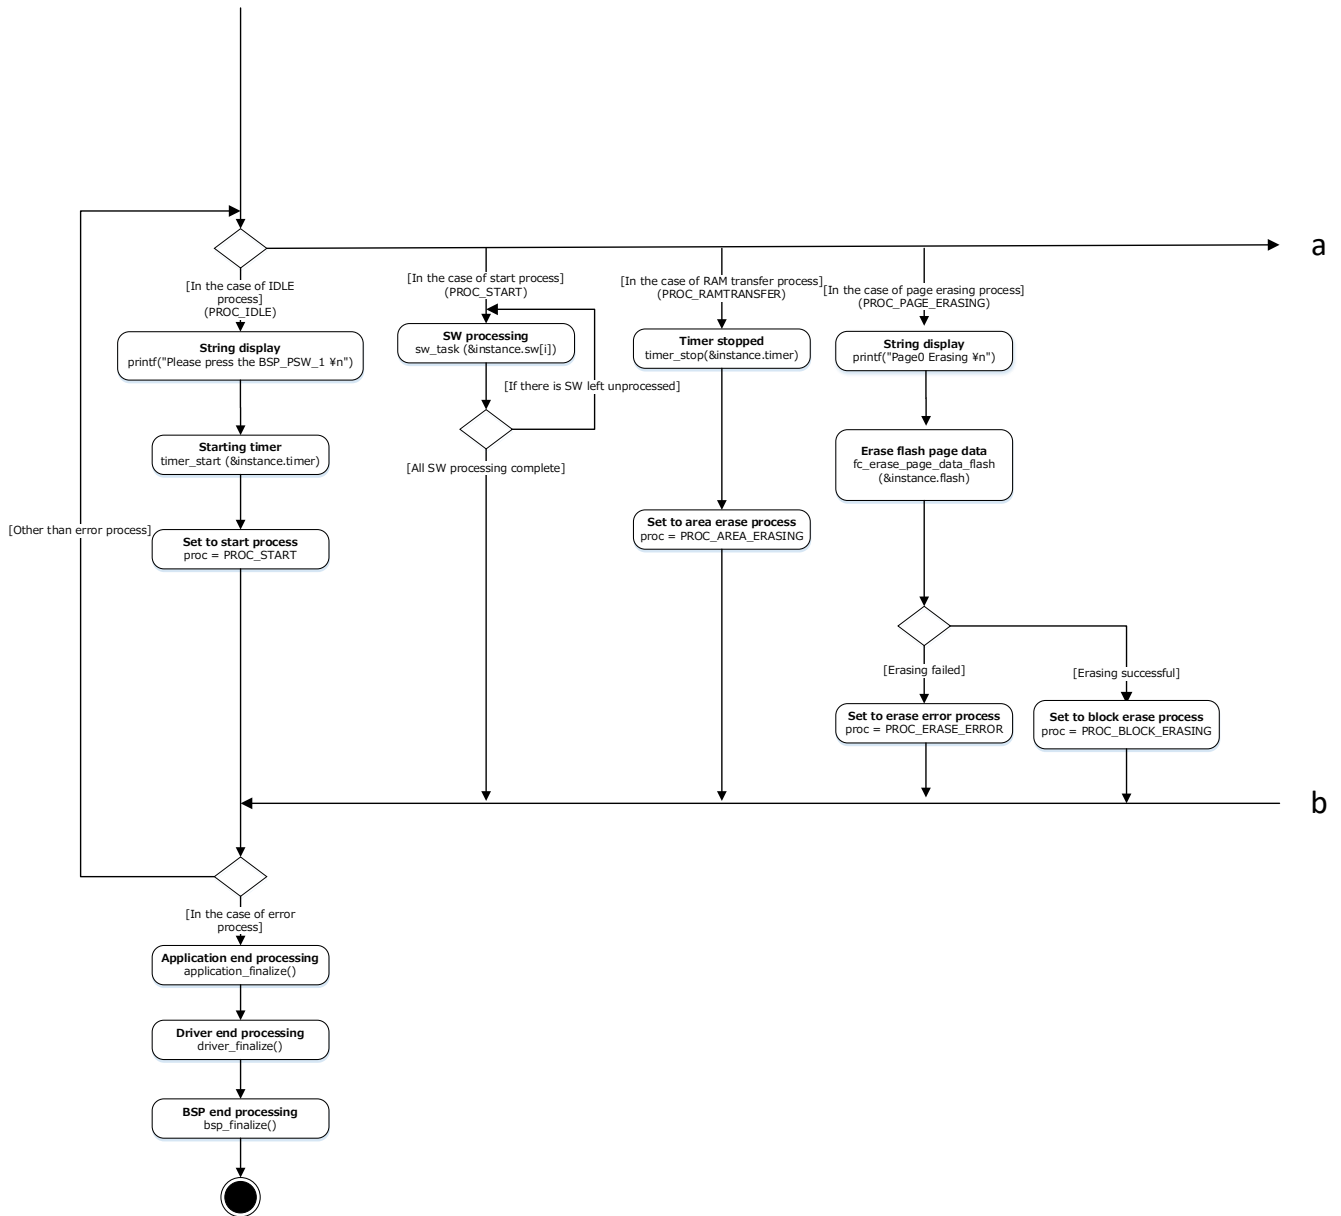 a
[In the case of IDLE
process]
(PROC_IDLE)
String display
printf("Please press the BSP_PSW_1 ¥n")
Starting timer
timer_start (&instance.timer)
Set to start process
proc = PROC_START
[In the case of start process]
(PROC_START)
SW processing
sw_task (&instance.sw[i])
[If there is SW left unprocessed]
[All SW processing complete]
[In the case of RAM transfer process]
(PROC_RAMTRANSFER)
Timer stopped
timer_stop(&instance.timer)
Set to area erase process
proc = PROC_AREA_ERASING
[In the case of page erasing process]
(PROC_PAGE_ERASING)
String display
printf("Page0 Erasing ¥n")
Erase flash page data
fc_erase_page_data_flash
(&instance.flash)
[Erasing failed]
Set to erase error process
proc = PROC_ERASE_ERROR
[Erasing successful]
Set to block erase process
proc = PROC_BLOCK_ERASING
b
[Other than error process]
[In the case of error
process]
Application end processing
application_finalize()
Driver end processing
driver_finalize()
BSP end processing
bsp_finalize()